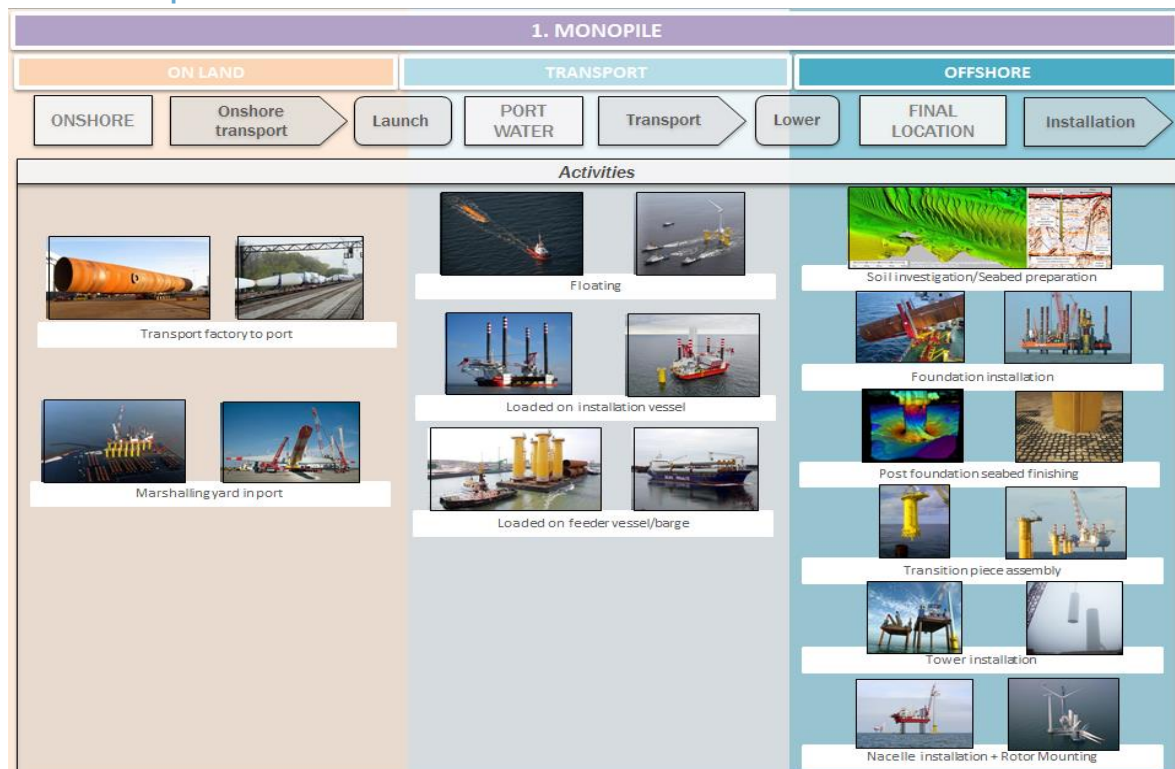 1. MONOPILE
ON LAND
TRANSPORT
OFFSHORE
ONSHORE
Onshore
transport
Launch
PORT
WATER
Transport
Lower
FINAL
LOCATION
Installation
Activities
Transport factory to port
Marshalling yard in port
Floating
Loaded on installation vessel
Loaded on feeder vessel/barge
Soil investigation/Seabed preparation
Foundation installation
Post foundation seabed finishing
Transition piece assembly
Tower installation
Nacelle installation + Rotor Mounting